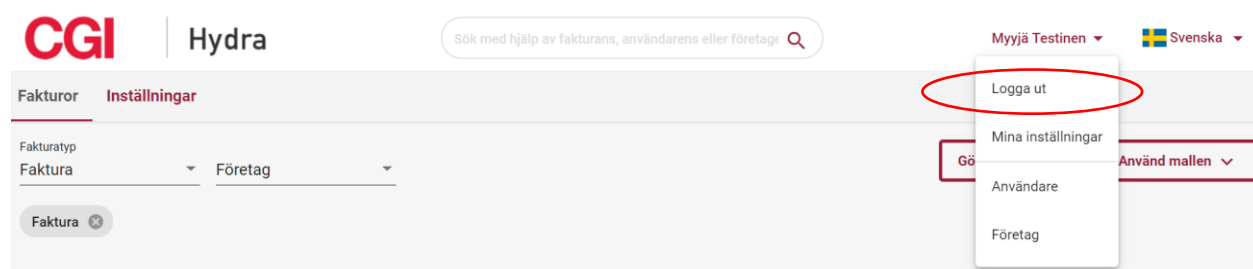 CGI Hydra
Sök med hjälp av fakturans, användarens eller företage
Myyjä Testinen
Svenska
Fakturor Inställningar
Logga ut
Mina inställningar
Användare
Företag
Fakturatyp
Faktura
Företag
Gö
Använd mallen
Faktura